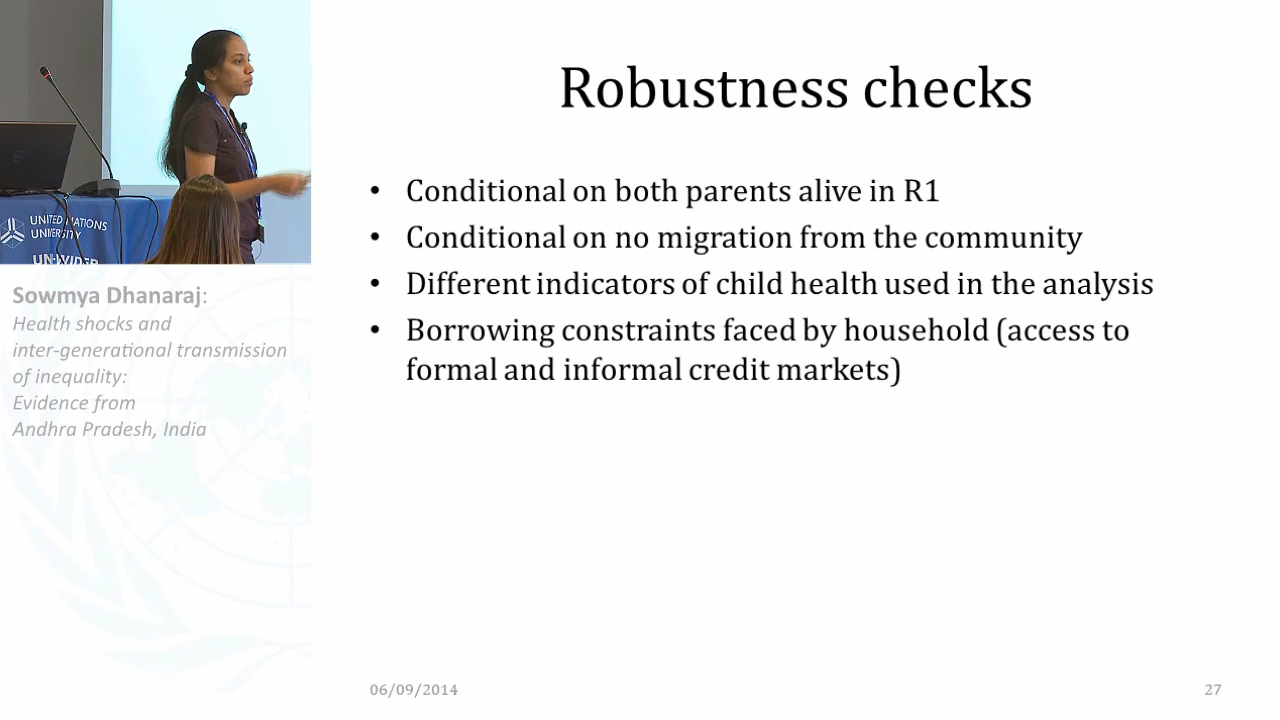 UNITED NATIONS
UNIVERSITY
UNU-WIDER
Sowmya Dhanaraj:
Health shocks and
inter-generational transmission
of inequality:
Evidence from
Andhra Pradesh, India
Robustness checks
• Conditional on both parents alive in R1
• Conditional on no migration from the community
• Different indicators of child health used in the analysis
• Borrowing constraints faced by household (access to
formal and informal credit markets)
06/09/2014
27